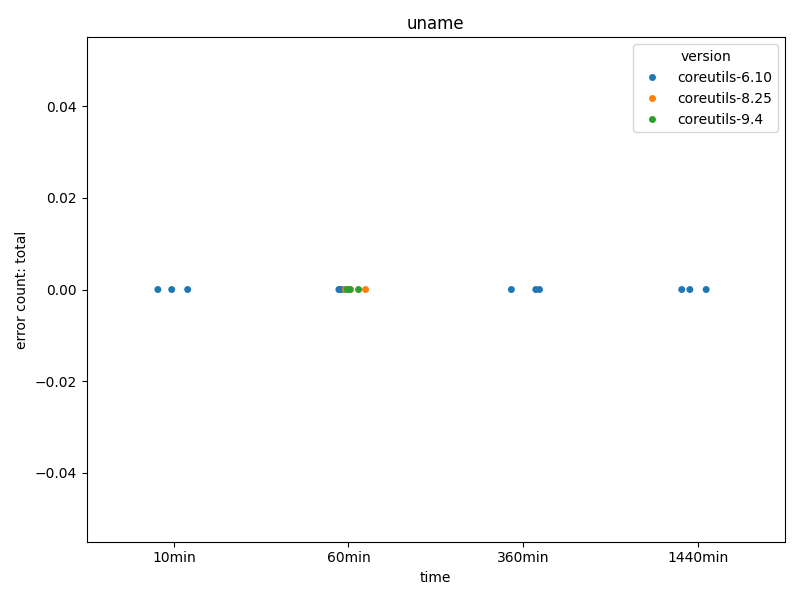 uname
version
coreutils-6.10
coreutils-8.25
coreutils-9.4
0.04
0.02
0.00
−0.02
−0.04
error count: total
10min
60min
360min
1440min
time